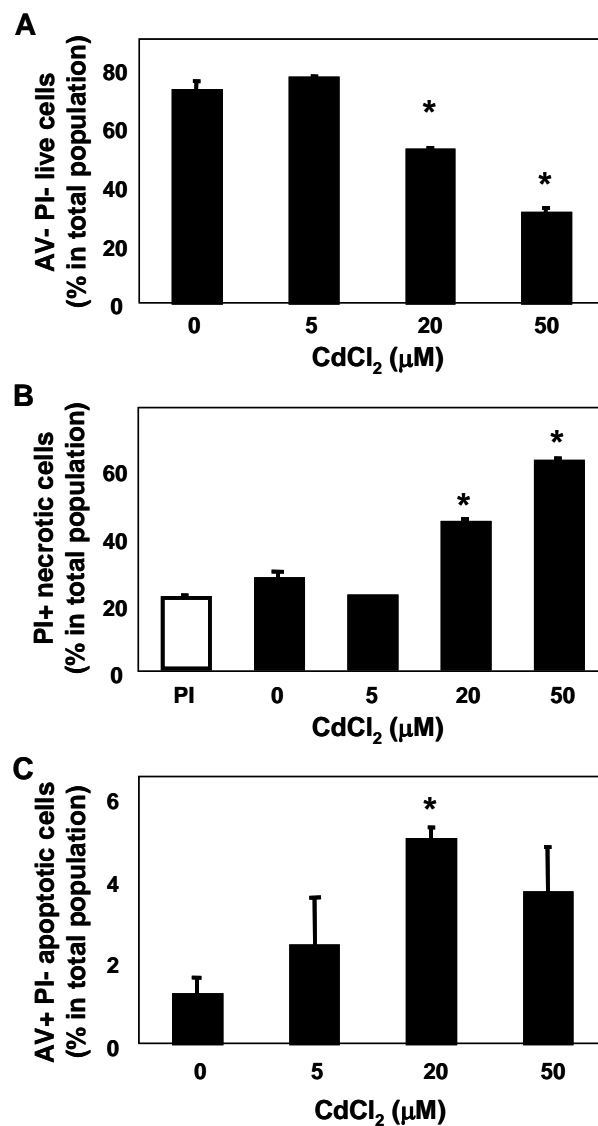 A
AV- PI- live cells
(% in total population)
80
60
40
20
0
*
*
0 5 20 50
CdCl₂ (μM)
B
PI+ necrotic cells
(% in total population)
60
40
20
0
*
*
PI 0 5 20 50
CdCl₂ (μM)
C
AV+ PI- apoptotic cells
(% in total population)
6
4
2
0
*
0 5 20 50
CdCl₂ (μM)